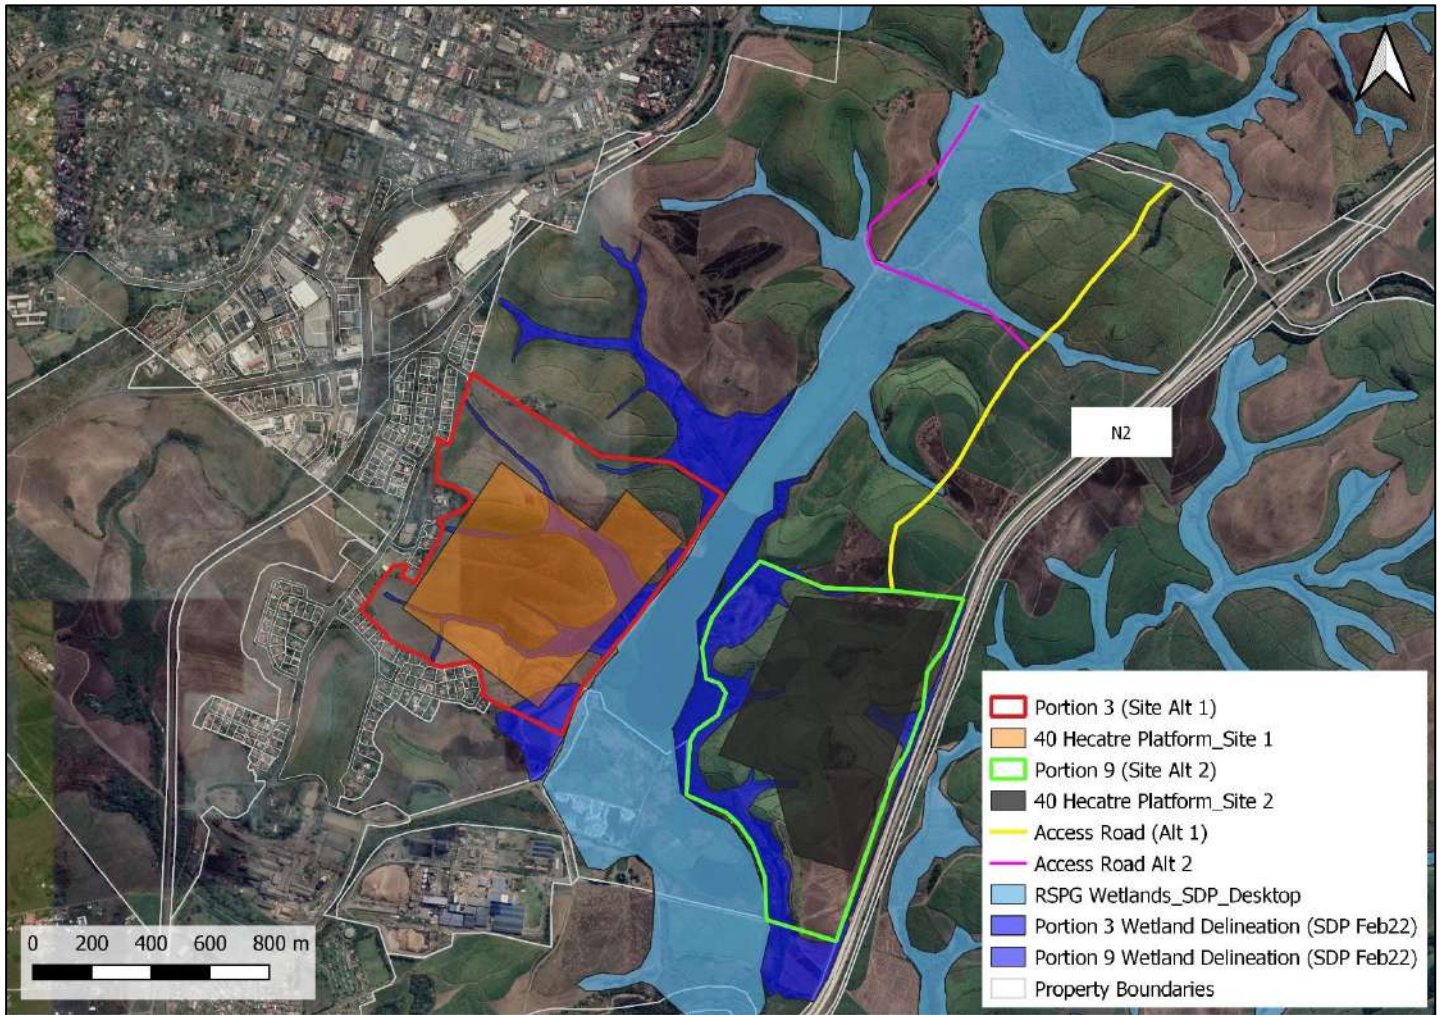 N2
Portion 3 (Site Alt 1)
40 Hecatre Platform_Site 1
Portion 9 (Site Alt 2)
40 Hecatre Platform_Site 2
Access Road (Alt 1)
Access Road Alt 2
RSPG Wetlands_SDP_Desktop
Portion 3 Wetland Delineation (SDP Feb22)
Portion 9 Wetland Delineation (SDP Feb22)
Property Boundaries
0 200 400 600 800 m